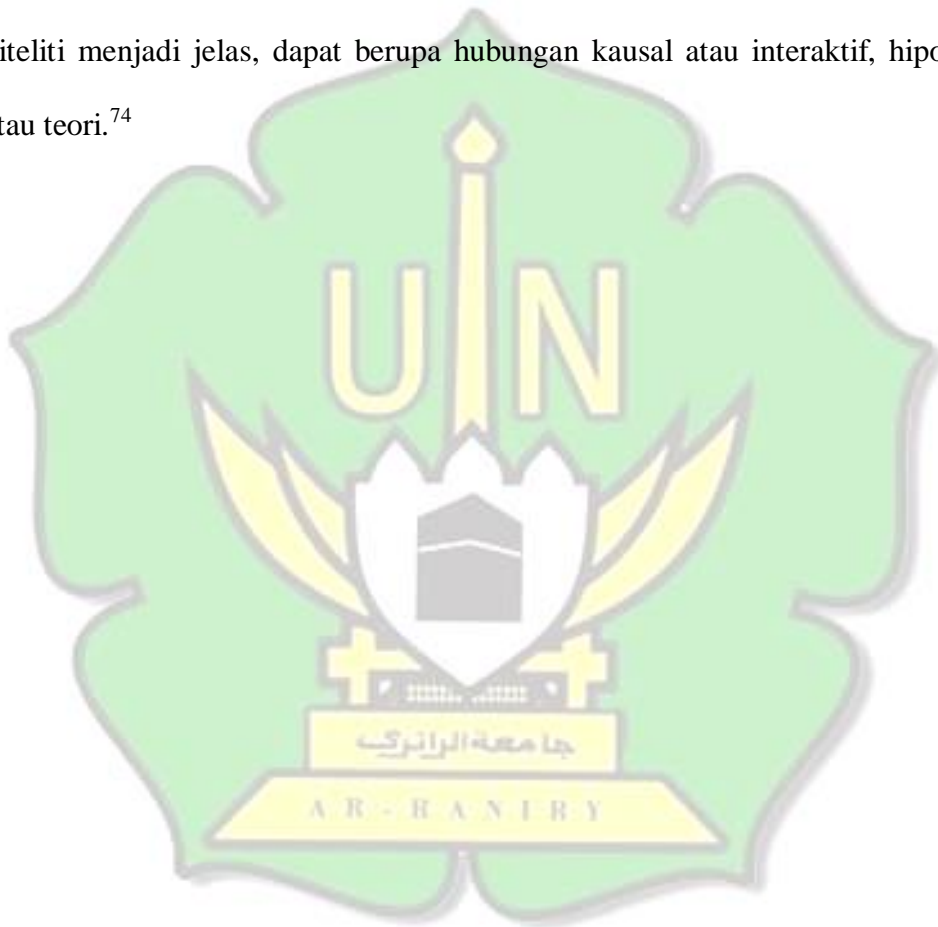 iteliti menjadi jelas, dapat berupa hubungan kausal atau interaktif, hipo
tau teori.74
UIN
جامعة الرانري
AR-RANIRY